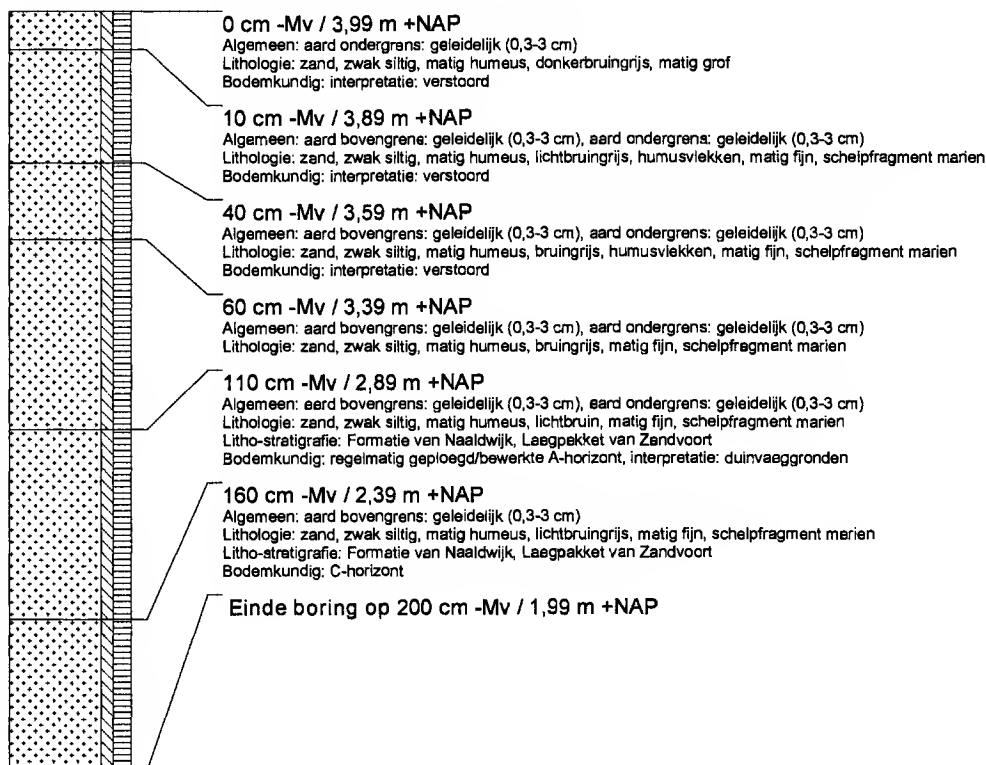 0 cm -Mv / 3,99 m +NAP
Algemeen: aard ondergrens: geleidelijk (0,3-3 cm)
Lithologie: zand, zwak siltig, matig humeus, donkerbruingrijs, matig grof
Bodemkundig: interpretatie: verstoord
10 cm -Mv / 3,89 m +NAP
Algemeen: aard bovengrens: geleidelijk (0,3-3 cm), aard ondergrens: geleidelijk (0,3-3 cm)
Lithologie: zand, zwak siltig, matig humeus, lichtbruingrijs, humusvlekken, matig fijn, schelpfragment marien
Bodemkundig: interpretatie: verstoord
40 cm -Mv / 3,59 m +NAP
Algemeen: aard bovengrens: geleidelijk (0,3-3 cm), aard ondergrens: geleidelijk (0,3-3 cm)
Lithologie: zand, zwak siltig, matig humeus, bruingrijs, humusvlekken, matig fijn, schelpfragment marien
Bodemkundig: interpretatie: verstoord
60 cm -Mv / 3,39 m +NAP
Algemeen: aard bovengrens: geleidelijk (0,3-3 cm), aard ondergrens: geleidelijk (0,3-3 cm)
Lithologie: zand, zwak siltig, matig humeus, bruingrijs, matig fijn, schelpfragment marien
110 cm -Mv / 2,89 m +NAP
Algemeen: aard bovengrens: geleidelijk (0,3-3 cm), aard ondergrens: geleidelijk (0,3-3 cm)
Lithologie: zand, zwak siltig, matig humeus, lichtbruin, matig fijn, schelpfragment marien
Litho-stratigrafie: Formatie van Naaldwijk, Laagpakket van Zandvoort
Bodemkundig: regelmatig geploegd/bewerkte A-horizont, interpretatie: duinvaaggronden
160 cm -Mv / 2,39 m +NAP
Algemeen: aard bovengrens: geleidelijk (0,3-3 cm)
Lithologie: zand, zwak siltig, matig humeus, lichtbruingrijs, matig fijn, schelpfragment marien
Litho-stratigrafie: Formatie van Naaldwijk, Laagpakket van Zandvoort
Bodemkundig: C-horizont
Einde boring op 200 cm -Mv / 1,99 m +NAP